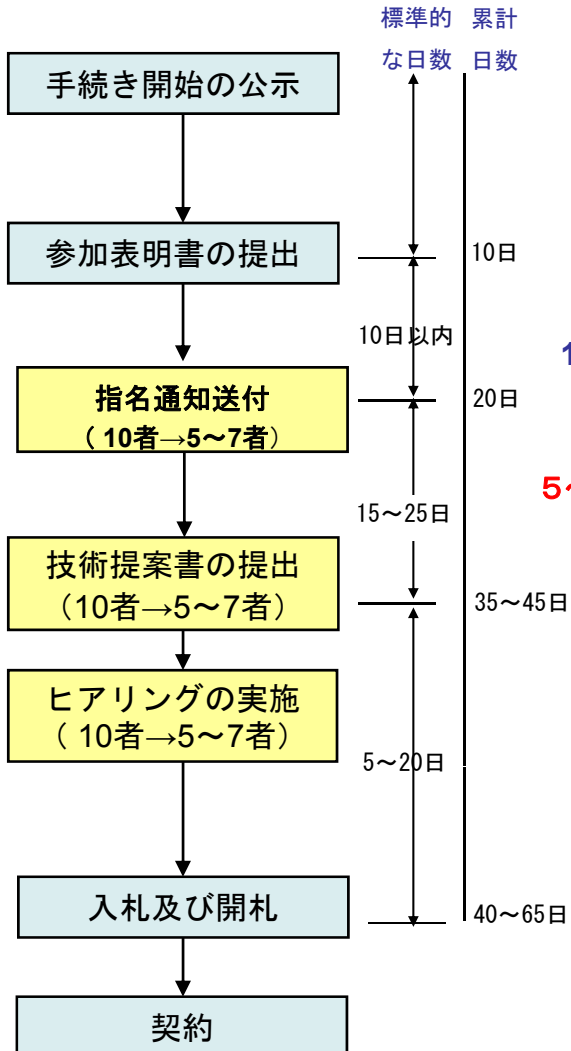 標準的 累計
な日数 日数
手続き開始の公示
参加表明書の提出
10日
10日以内
指名通知送付
（10者→5～7者）
20日
15～25日
技術提案書の提出
（10者→5～7者）
35～45日
ヒアリングの実施
（10者→5～7者）
5～20日
入札及び開札
40～65日
契約
1
5～